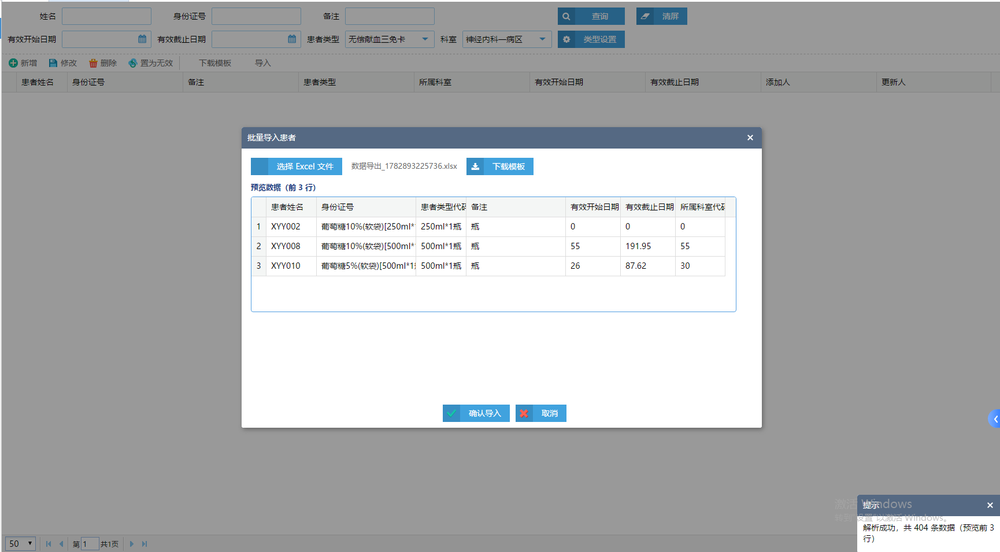 姓名 身份证号 备注 查询 清屏
有效开始日期 有效截止日期 患者类型 无偿献血三免卡 科室 神经内科一病区 类型设置
新增 修改 删除 置为无效 下载模板 导入
患者姓名 身份证号 备注 患者类型 所属科室 有效开始日期 有效截止日期 添加人 更新人
批量导入患者
选择 Excel 文件 数据导出_1782893225736.xlsx 下载模板
预览数据（前 3 行）
患者姓名 身份证号 患者类型代码 备注 有效开始日期 有效截止日期 所属科室代码
1 XYY002 葡萄糖10%(软袋)[250ml* 250ml*1瓶 瓶 0 0 0
2 XYY008 葡萄糖10%(软袋)[500ml* 500ml*1瓶 瓶 55 191.95 55
3 XYY010 葡萄糖5%(软袋)[500ml*1 500ml*1瓶 瓶 26 87.62 30
确认导入 取消
激活 Windows
转到"设置"以激活 Windows。
提示
解析成功，共 404 条数据（预览前 3
行）
50 第 1 共1页